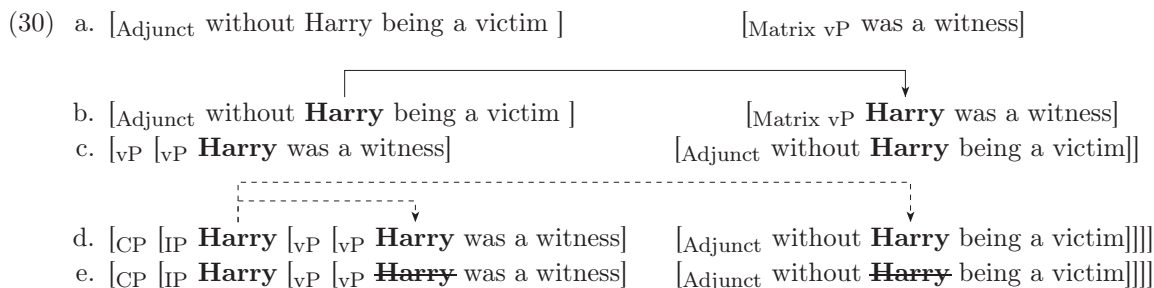 (30) a. [Adjunct without Harry being a victim ] [Matrix vP was a witness]
b. [Adjunct without Harry being a victim ] [Matrix vP Harry was a witness]
c. [vP [vP Harry was a witness] [Adjunct without Harry being a victim]]
d. [CP [IP Harry [vP [vP Harry was a witness] [Adjunct without Harry being a victim]]]]
e. [CP [IP Harry [vP [vP Harry was a witness] [Adjunct without Harry being a victim]]]]